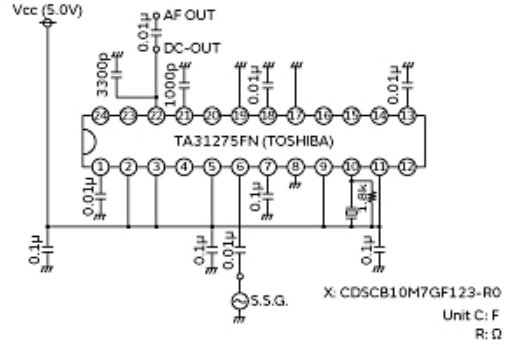 Vcc (5.0V)
AF OUT
0.01μ
DC-OUT
3300p
1000p
0.01μ
0.01μ
24 23 22 21 20 19 18 17 16 15 14 13
TA31275FN (TOSHIBA)
1 2 3 4 5 6 7 8 9 10 11 12
0.01μ
0.1μ
1.8k
0.1μ
0.1μ
0.01μ
0.1μ
S.S.G.
X: CDSCB10M7GF123-R0
Unit C: F
R: Ω